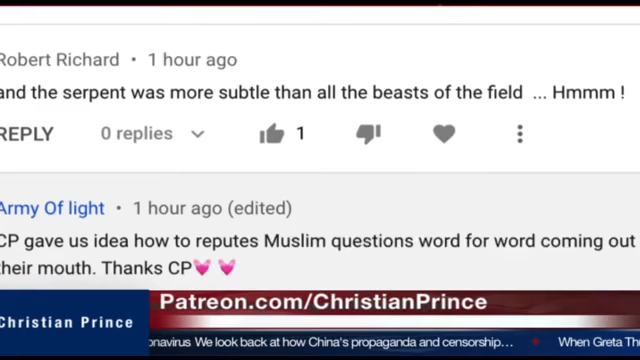 Robert Richard • 1 hour ago
and the serpent was more subtle than all the beasts of the field ... Hmmm !
REPLY 0 replies 1
Army Of light • 1 hour ago (edited)
CP gave us idea how to reputes Muslim questions word for word coming out
their mouth. Thanks CP
Patreon.com/ChristianPrince
Christian Prince
onavirus We look back at how China's propaganda and censorship… When Greta Th